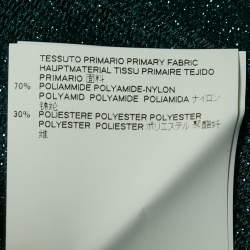 TESSUTO PRIMARIO PRIMARY FABRIC
HAUPTMATERIAL TISSU PRIMAIRE TEJIDO
PRIMARIO 面料
70% POLIAMMIDE POLYAMIDE-NYLON
POLYAMID POLYAMIDE POLIAMIDA ナイロン
锦纶
30% POLIESTERE POLYESTER POLYESTER
POLYESTER POLIESTER ポリエステル 聚酯纤
维